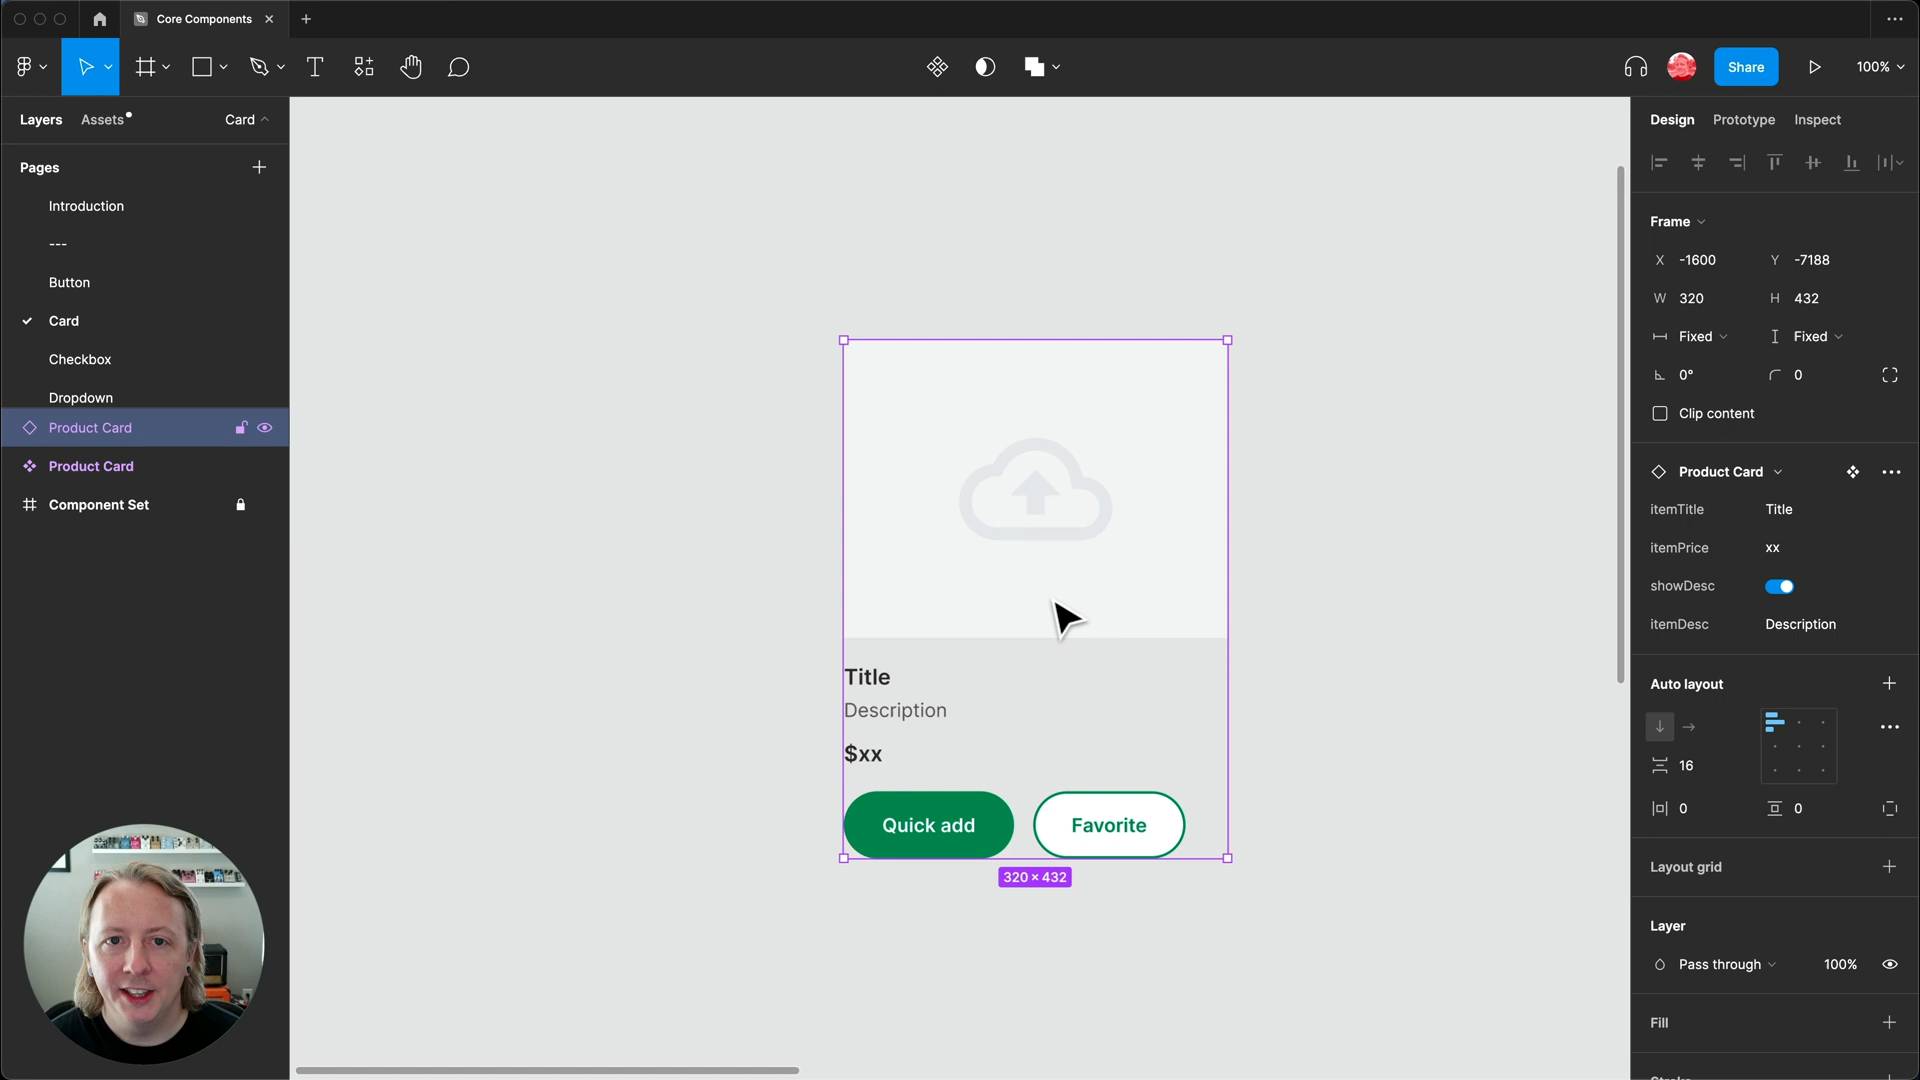 Core Components
Share
100%
Layers
Assets
Card
Pages
Introduction
---
Button
Card
Checkbox
Dropdown
Product Card
Product Card
Component Set
Title
Description
$xx
Quick add
Favorite
320 × 432
Design
Prototype
Inspect
Frame
X -1600
Y -7188
W 320
H 432
Fixed
Fixed
0°
0
Clip content
Product Card
itemTitle Title
itemPrice xx
showDesc
itemDesc Description
Auto layout
16
0
0
Layout grid
Layer
Pass through 100%
Fill